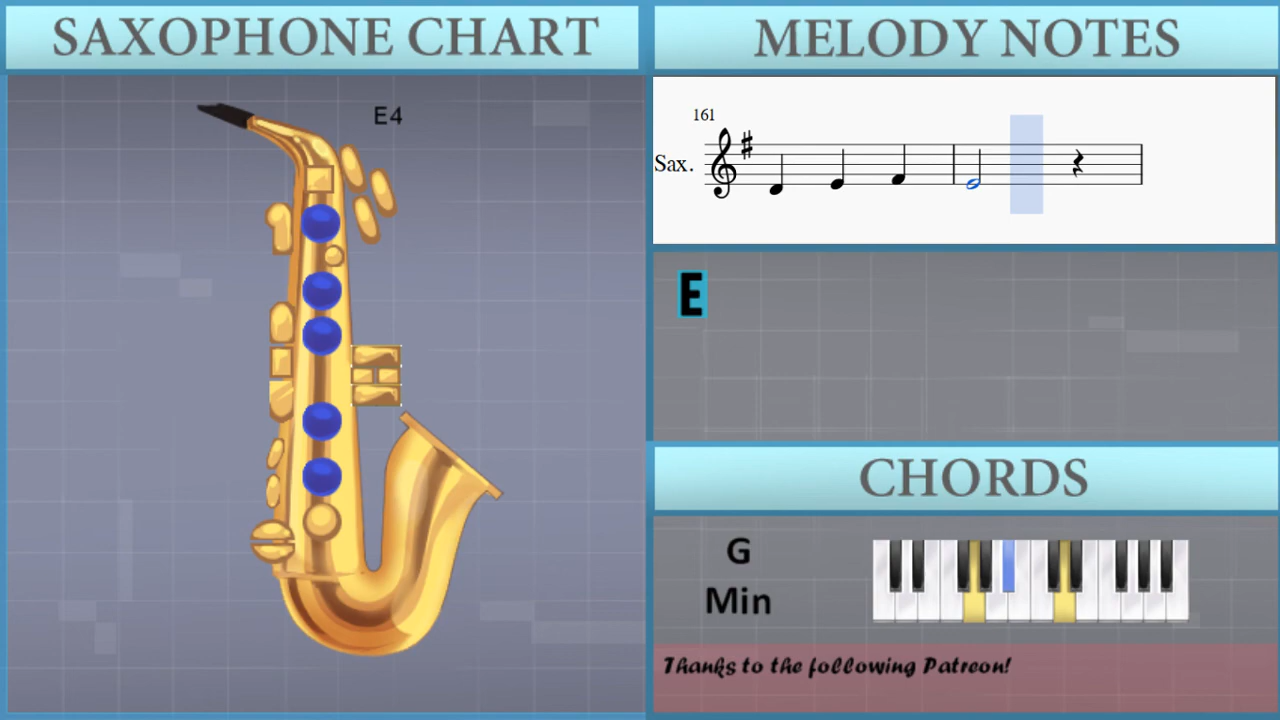 SAXOPHONE CHART
E4
MELODY NOTES
161
Sax.
E
CHORDS
G
Min
Thanks to the following Patreon!